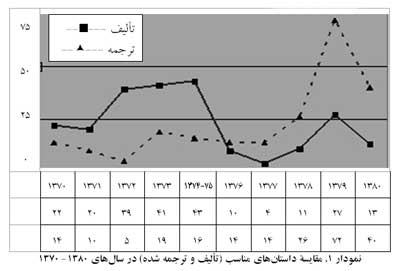 ۷۵
تألیف
ترجمه
۵۰
۲۵
۰
۱۳۷۰ ۱۳۷۱ ۱۳۷۲ ۱۳۷۳ ۱۳۷۴-۷۵ ۱۳۷۶ ۱۳۷۷ ۱۳۷۸ ۱۳۷۹ ۱۳۸۰
۲۲ ۲۰ ۳۹ ۴۱ ۴۳ ۱۰ ۴ ۱۱ ۲۷ ۱۳
۱۴ ۱۰ ۵ ۱۹ ۱۶ ۱۴ ۱۴ ۲۶ ۷۲ ۴۰
نمودار ۱. مقایسهٔ داستان‌های مناسب (تألیف و ترجمه شده) در سال‌های ۱۳۸۰ - ۱۳۷۰